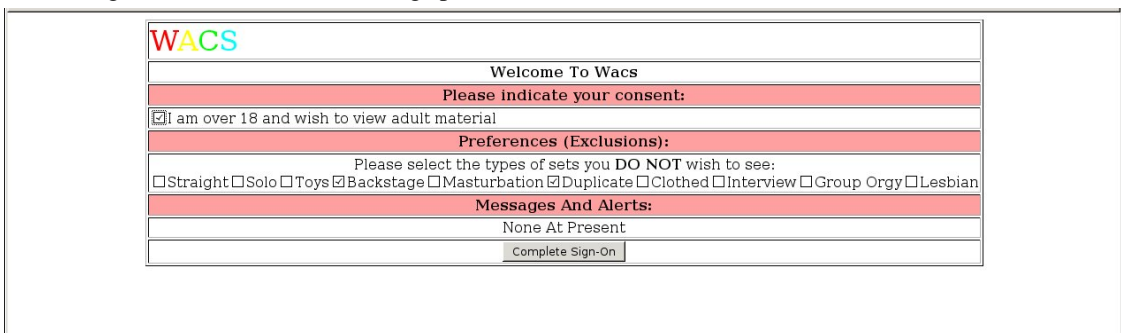 WACS
Welcome To Wacs
Please indicate your consent:
I am over 18 and wish to view adult material
Preferences (Exclusions):
Please select the types of sets you DO NOT wish to see:
Straight Solo Toys Backstage Masturbation Duplicate Clothed Interview Group Orgy Lesbian
Messages And Alerts:
None At Present
Complete Sign-On